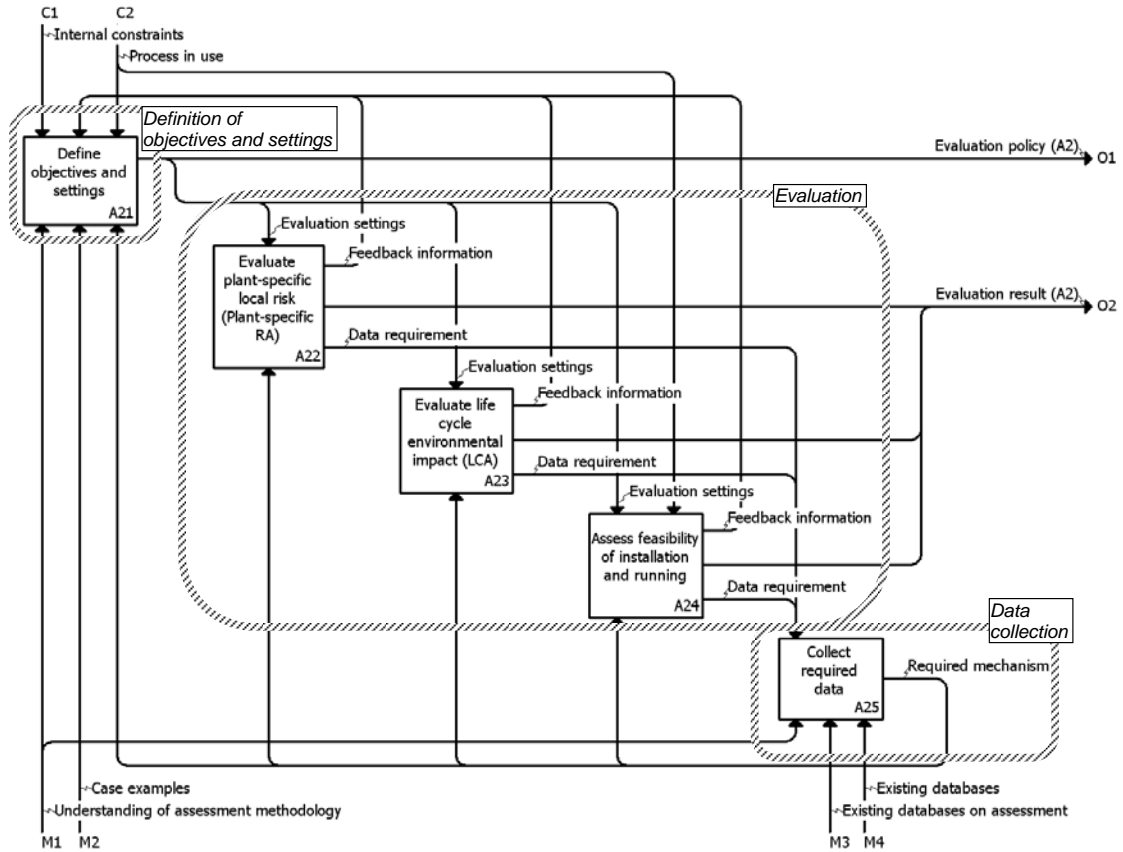 C1
C2
Internal constraints
Process in use
Definition of
objectives and settings
Define
objectives and
settings
A21
Evaluation policy (A2)
O1
Evaluation
Evaluation settings
Evaluate
plant-specific
local risk
(Plant-specific
RA)
A22
Feedback information
Evaluation result (A2)
O2
Data requirement
Evaluation settings
Evaluate life
cycle
environmental
impact (LCA)
A23
Feedback information
Data requirement
Evaluation settings
Assess feasibility
of installation
and running
A24
Feedback information
Data requirement
Data
collection
Collect
required
data
A25
Required mechanism
Case examples
Understanding of assessment methodology
Existing databases
Existing databases on assessment
M1
M2
M3
M4